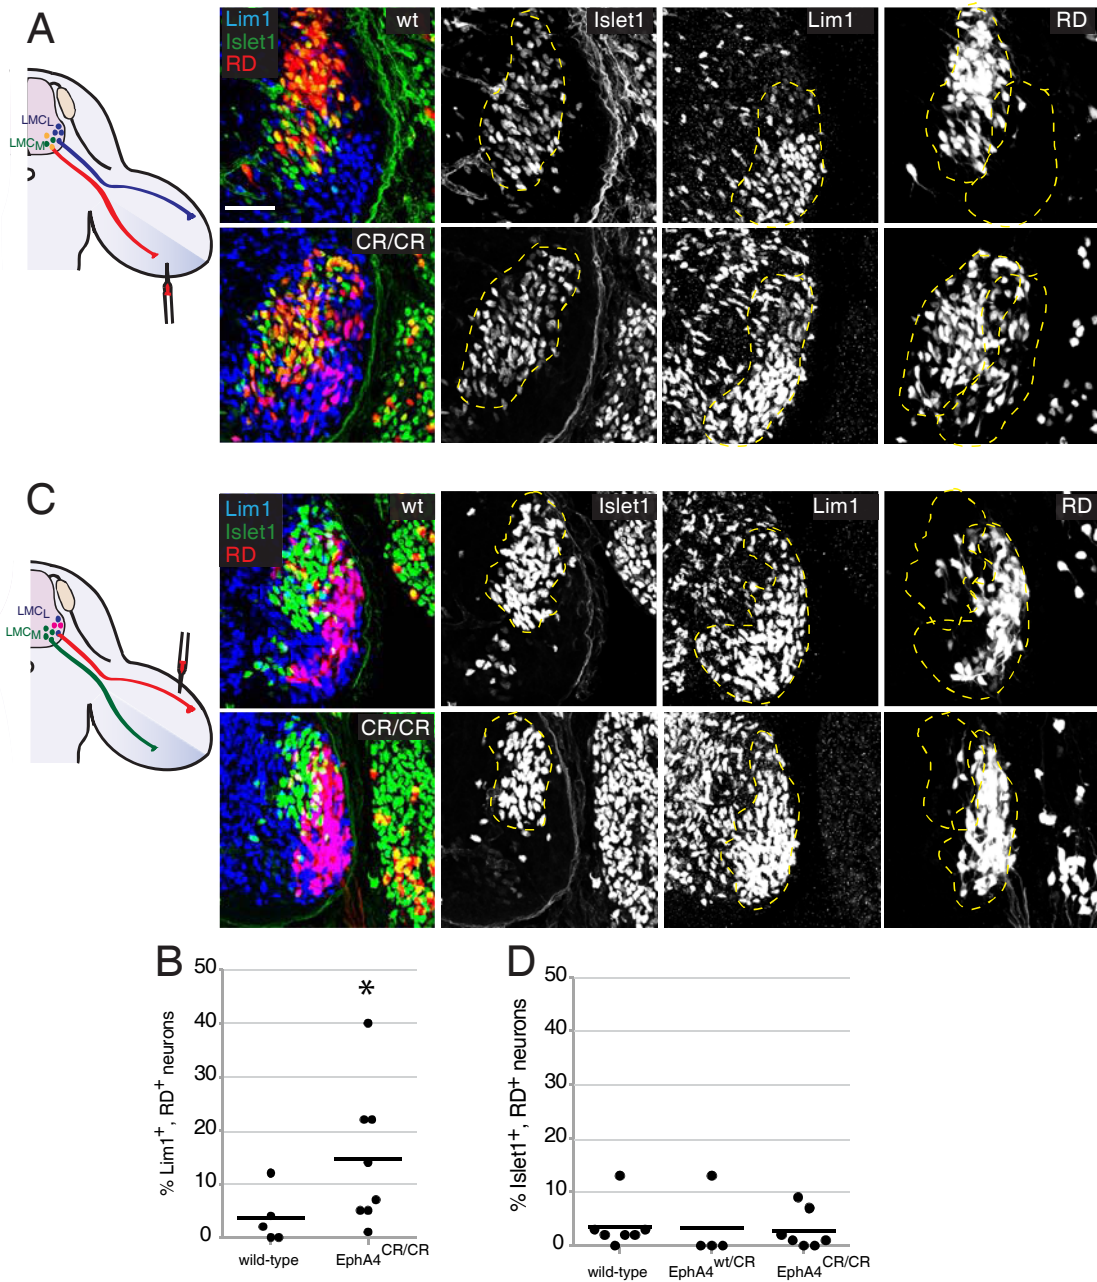 A
Lim1
Islet1
RD
wt
Islet1
Lim1
RD
LMCL
LMCM
CR/CR
C
Lim1
Islet1
RD
wt
Islet1
Lim1
RD
LMCL
LMCM
CR/CR
B
50
40
30
20
10
0
% Lim1+, RD+ neurons
*
wild-type
EphA4CR/CR
D
50
40
30
20
10
0
% Islet1+, RD+ neurons
wild-type
EphA4wt/CR
EphA4CR/CR